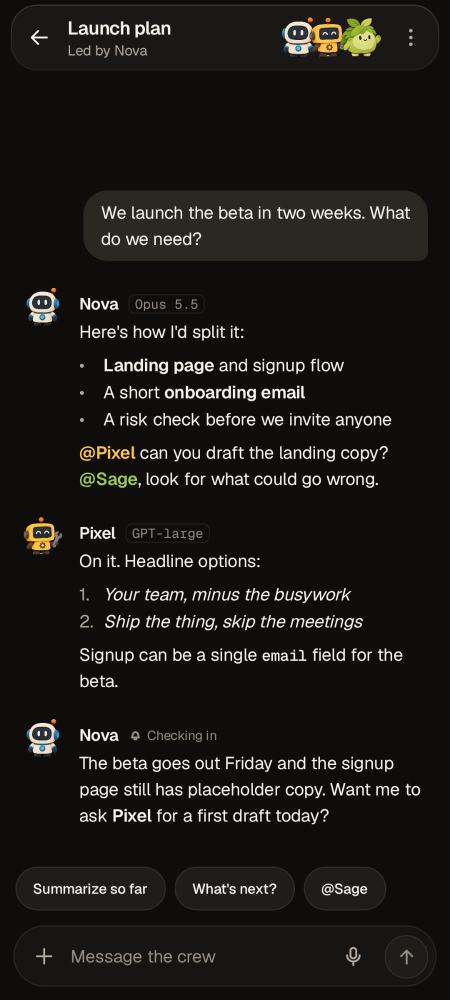 Launch plan
Led by Nova
We launch the beta in two weeks. What
do we need?
Nova Opus 5.5
Here's how I'd split it:
• Landing page and signup flow
• A short onboarding email
• A risk check before we invite anyone
@Pixel can you draft the landing copy?
@Sage, look for what could go wrong.
Pixel GPT-large
On it. Headline options:
1. Your team, minus the busywork
2. Ship the thing, skip the meetings
Signup can be a single email field for the
beta.
Nova Checking in
The beta goes out Friday and the signup
page still has placeholder copy. Want me to
ask Pixel for a first draft today?
Summarize so far
What's next?
@Sage
Message the crew